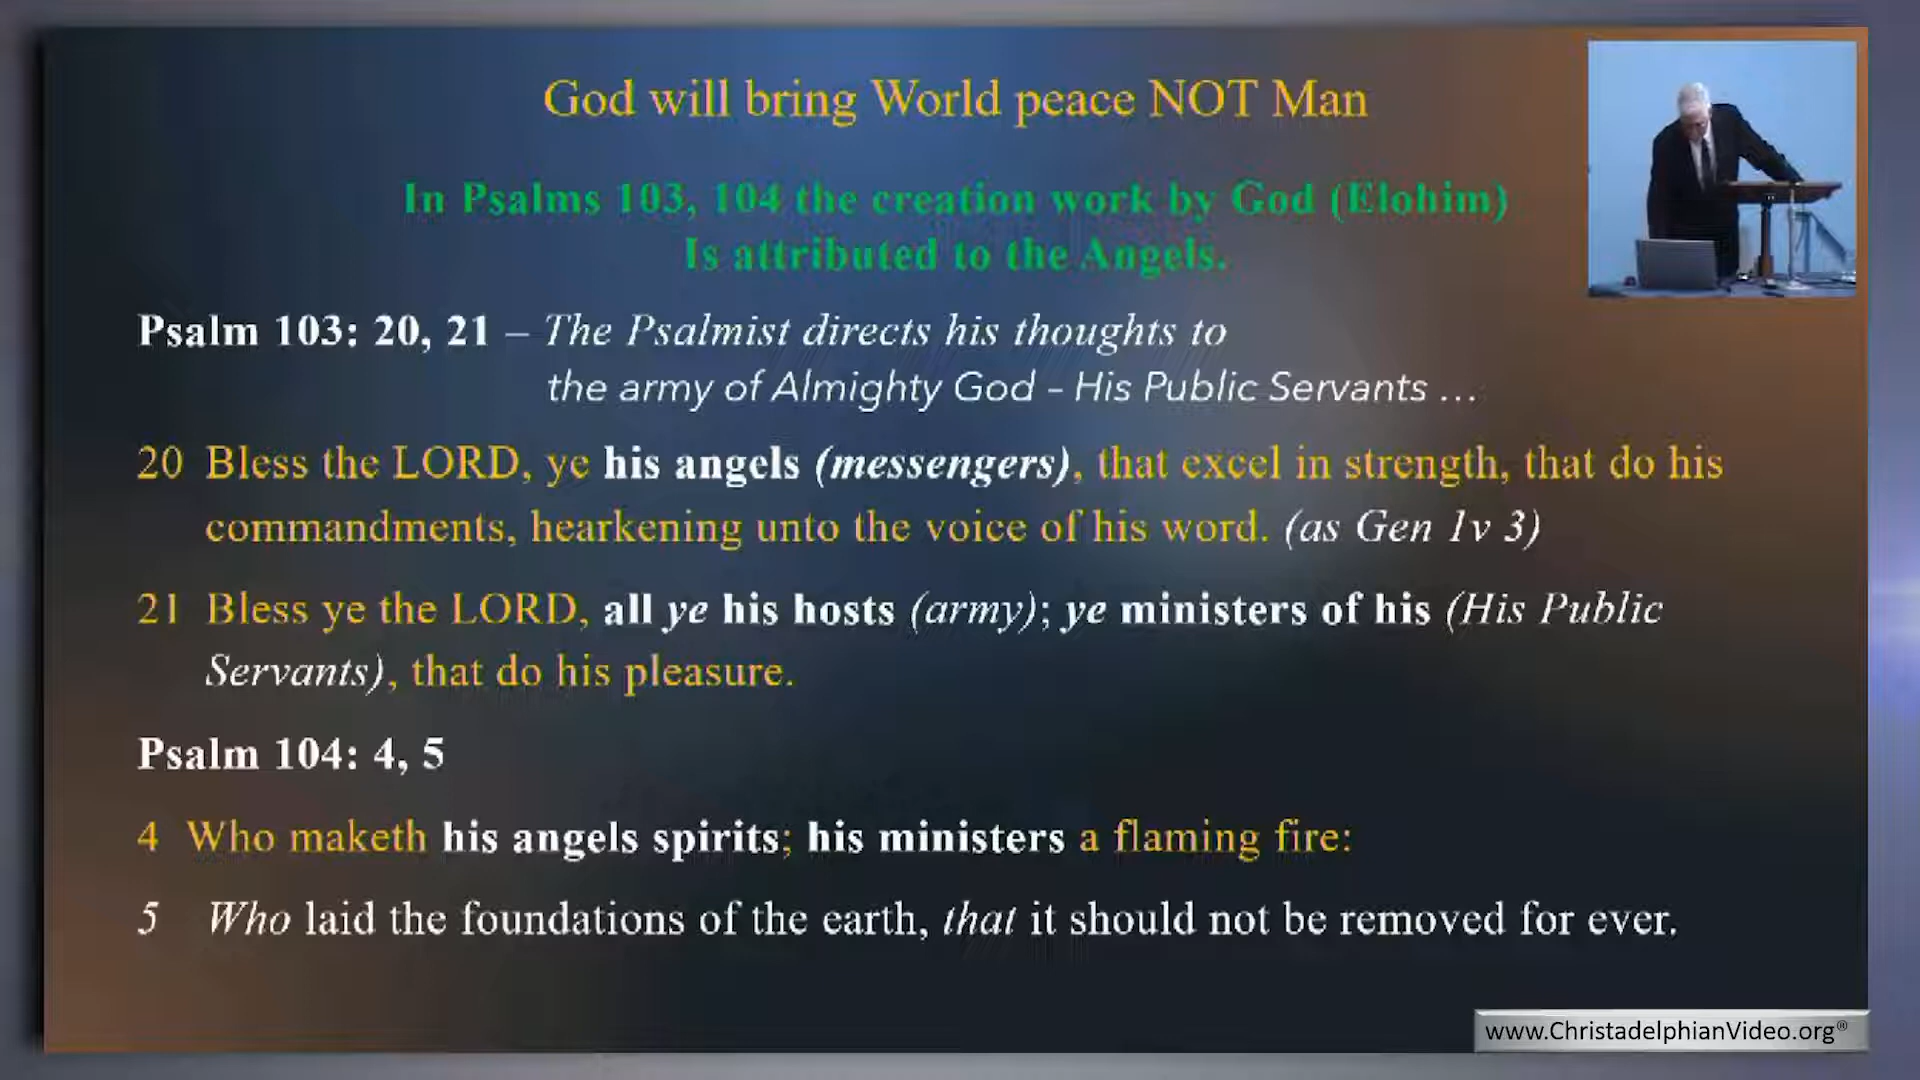 God will bring World peace NOT Man
In Psalms 103, 104 the creation work by God (Elohim)
Is attributed to the Angels.
Psalm 103: 20, 21 – The Psalmist directs his thoughts to
the army of Almighty God – His Public Servants …
20 Bless the LORD, ye his angels (messengers), that excel in strength, that do his
commandments, hearkening unto the voice of his word. (as Gen 1v 3)
21 Bless ye the LORD, all ye his hosts (army); ye ministers of his (His Public
Servants), that do his pleasure.
Psalm 104: 4, 5
4 Who maketh his angels spirits; his ministers a flaming fire:
5 Who laid the foundations of the earth, that it should not be removed for ever.
www.ChristadelphianVideo.org®